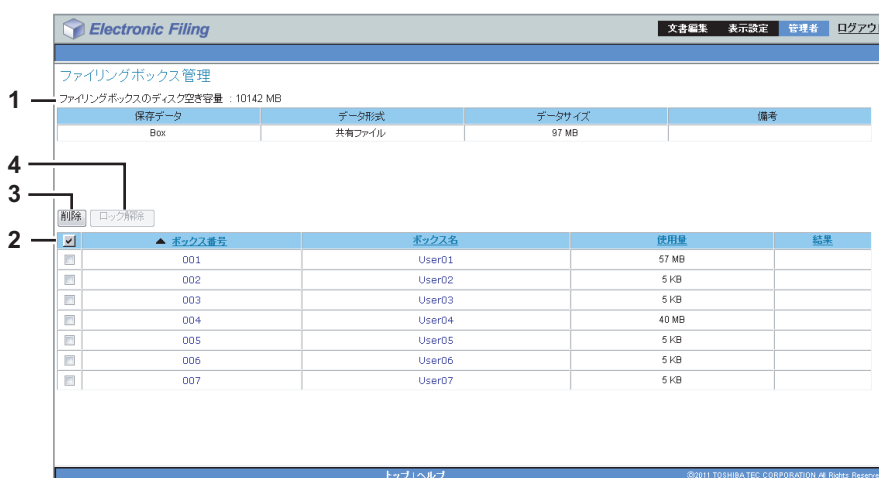 Electronic Filing 文書編集 表示設定 管理者 ログアウ
ファイリングボックス管理
1 ファイリングボックスのディスク空き容量 : 10142 MB
保存データ データ形式 データサイズ 備考
Box 共有ファイル 97 MB
4
3
削除 ロック解除
2 ▲ ボックス番号 ボックス名 使用量 結果
001 User01 57 MB
002 User02 5 KB
003 User03 5 KB
004 User04 40 MB
005 User05 5 KB
006 User06 5 KB
007 User07 5 KB
トップ | ヘルプ ©2011 TOSHIBA TEC CORPORATION All Rights Reserve